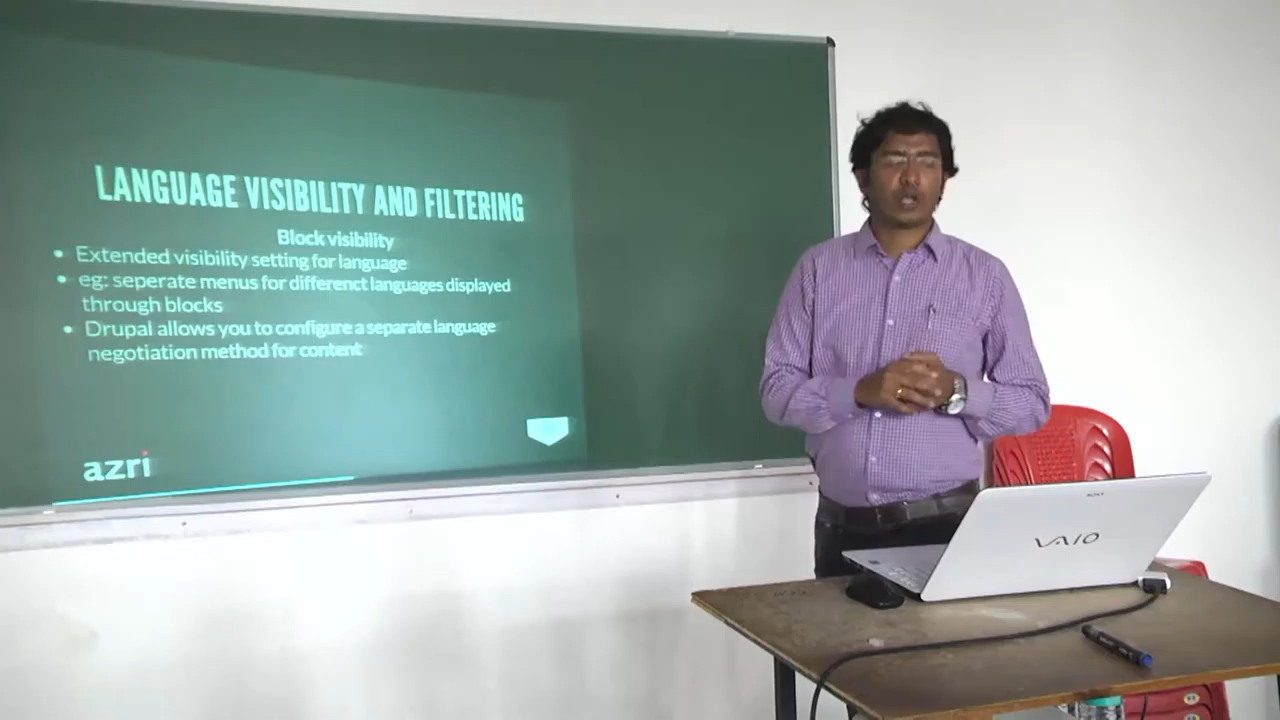 LANGUAGE VISIBILITY AND FILTERING
Block visibility
• Extended visibility setting for language
• eg: seperate menus for differenct languages displayed
through blocks
• Drupal allows you to configure a separate language
negotiation method for content
azri
VAIO